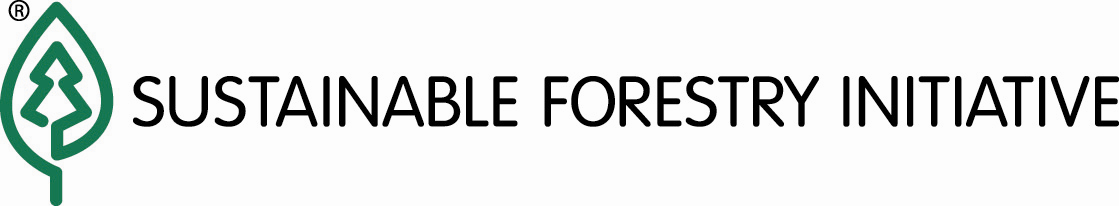 ®
SUSTAINABLE FORESTRY INITIATIVE